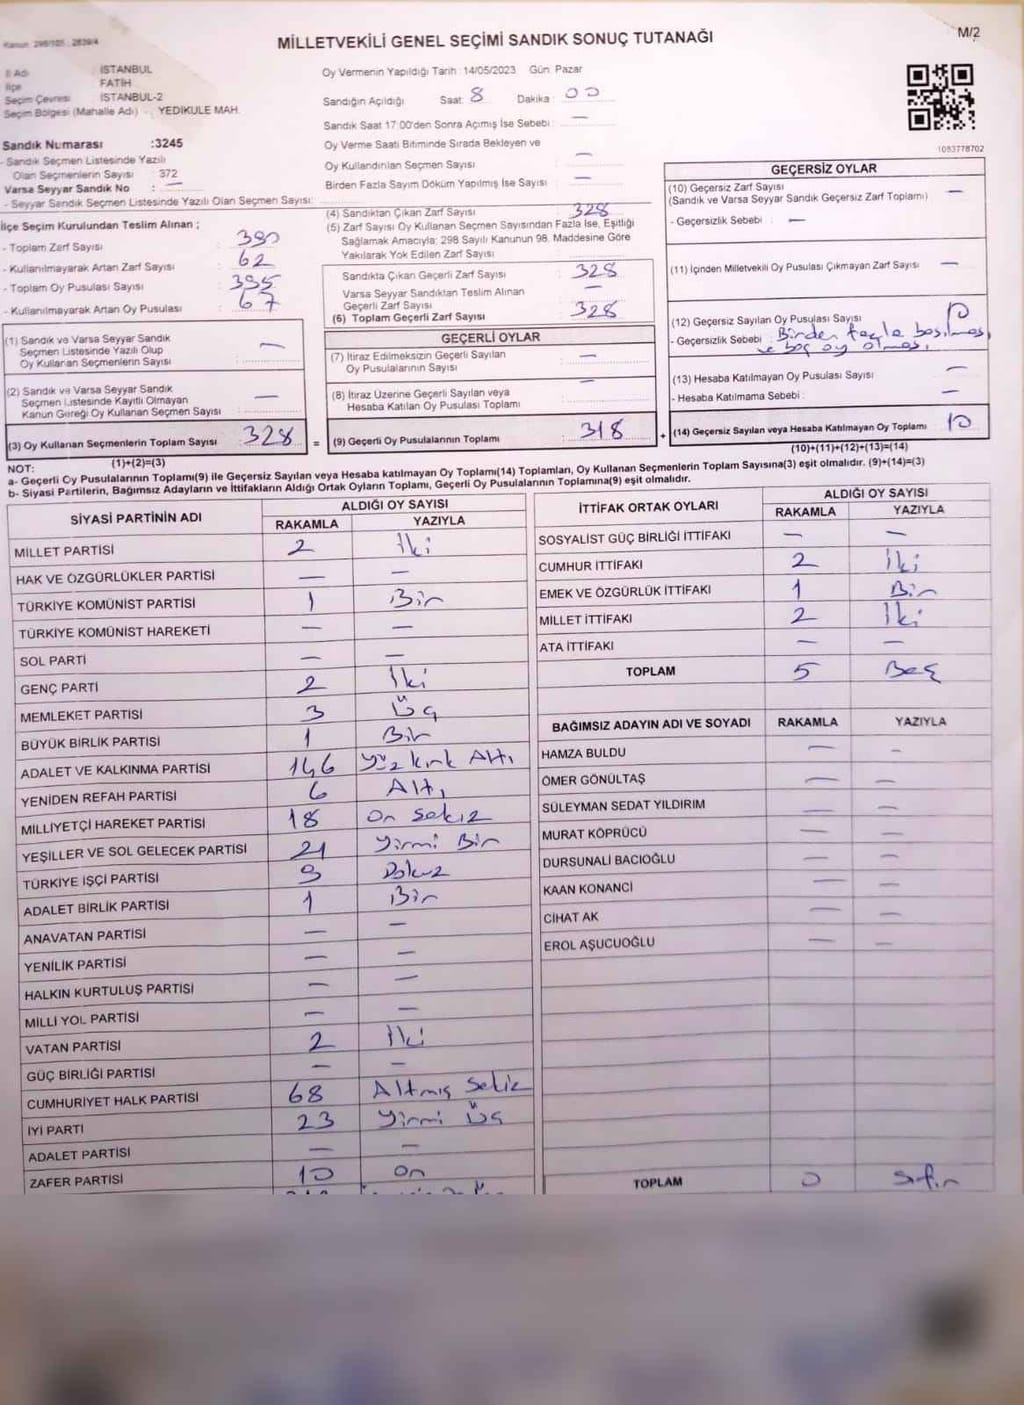 Kanun: 298/105 , 2839/4
MİLLETVEKİLİ GENEL SEÇİMİ SANDIK SONUÇ TUTANAĞI
M/2
İl Adı : İSTANBUL
İlçe : FATİH
Seçim Çevresi : İSTANBUL-2
Seçim Bölgesi (Mahalle Adı) : YEDİKULE MAH.
Oy Vermenin Yapıldığı Tarih :14/05/2023 Gün: Pazar
Sandığın Açıldığı Saat: 8 Dakika : 00
Sandık Saat 17:00'den Sonra Açımış İse Sebebi : —
Oy Verme Saati Bitiminde Sırada Bekleyen ve
Oy Kullandırılan Seçmen Sayısı : —
Birden Fazla Sayım Döküm Yapılmış İse Sayısı : —
1083778702
Sandık Numarası :3245
- Sandık Seçmen Listesinde Yazılı
Olan Seçmenlerin Sayısı : 372
Varsa Seyyar Sandık No : —
- Seyyar Sandık Seçmen Listesinde Yazılı Olan Seçmen Sayısı:
İlçe Seçim Kurulundan Teslim Alınan ;
- Toplam Zarf Sayısı : 390
- Kullanılmayarak Artan Zarf Sayısı : 62
- Toplam Oy Pusulası Sayısı : 395
- Kullanılmayarak Artan Oy Pusulası : 67
(1) Sandık ve Varsa Seyyar Sandık
Seçmen Listesinde Yazılı Olup
Oy Kullanan Seçmenlerin Sayısı : —
(2) Sandık ve Varsa Seyyar Sandık
Seçmen Listesinde Kayıtlı Olmayan
Kanun Gereği Oy Kullanan Seçmen Sayısı : —
(3) Oy Kullanan Seçmenlerin Toplam Sayısı : 328 =
(1)+(2)=(3)
(4) Sandıktan Çıkan Zarf Sayısı : 328
(5) Zarf Sayısı Oy Kullanan Seçmen Sayısından Fazla İse, Eşitliği
Sağlamak Amacıyla; 298 Sayılı Kanunun 98. Maddesine Göre
Yakılarak Yok Edilen Zarf Sayısı :
Sandıkta Çıkan Geçerli Zarf Sayısı : 328
Varsa Seyyar Sandıktan Teslim Alınan
Geçerli Zarf Sayısı : —
(6) Toplam Geçerli Zarf Sayısı : 328
GEÇERLİ OYLAR
(7) İtiraz Edilmeksizin Geçerli Sayılan
Oy Pusulalarının Sayısı : —
(8) İtiraz Üzerine Geçerli Sayılan veya
Hesaba Katılan Oy Pusulası Toplamı : —
(9) Geçerli Oy Pusulalarının Toplamı : 318 +
GEÇERSİZ OYLAR
(10) Geçersiz Zarf Sayısı : —
(Sandık ve Varsa Seyyar Sandık Geçersiz Zarf Toplamı)
- Geçersizlik Sebebi : —
(11) İçinden Milletvekili Oy Pusulası Çıkmayan Zarf Sayısı : —
(12) Geçersiz Sayılan Oy Pusulası Sayısı : 10
- Geçersizlik Sebebi : Birden fazla basılması
ve boş oy olması
(13) Hesaba Katılmayan Oy Pusulası Sayısı : —
- Hesaba Katılmama Sebebi : —
(14) Geçersiz Sayılan veya Hesaba Katılmayan Oy Toplamı : 10
(10)+(11)+(12)+(13)=(14)
NOT:
a- Geçerli Oy Pusulalarının Toplamı(9) ile Geçersiz Sayılan veya Hesaba katılmayan Oy Toplamı(14) Toplamları, Oy Kullanan Seçmenlerin Toplam Sayısına(3) eşit olmalıdır. (9)+(14)=(3)
b- Siyasi Partilerin, Bağımsız Adayların ve İttifakların Aldığı Ortak Oyların Toplamı, Geçerli Oy Pusulalarının Toplamına(9) eşit olmalıdır.
SİYASİ PARTİNİN ADI ALDIĞI OY SAYISI
RAKAMLA YAZIYLA
MİLLET PARTİSİ 2 İki
HAK VE ÖZGÜRLÜKLER PARTİSİ — —
TÜRKİYE KOMÜNİST PARTİSİ 1 Bir
TÜRKİYE KOMÜNİST HAREKETİ — —
SOL PARTİ — —
GENÇ PARTİ 2 İki
MEMLEKET PARTİSİ 3 Üç
BÜYÜK BİRLİK PARTİSİ 1 Bir
ADALET VE KALKINMA PARTİSİ 146 Yüz kırk Altı
YENİDEN REFAH PARTİSİ 6 Altı
MİLLİYETÇİ HAREKET PARTİSİ 18 On sekiz
YEŞİLLER VE SOL GELECEK PARTİSİ 21 Yirmi Bir
TÜRKİYE İŞÇİ PARTİSİ 9 Dokuz
ADALET BİRLİK PARTİSİ 1 Bir
ANAVATAN PARTİSİ — —
YENİLİK PARTİSİ — —
HALKIN KURTULUŞ PARTİSİ — —
MİLLİ YOL PARTİSİ — —
VATAN PARTİSİ 2 İki
GÜÇ BİRLİĞİ PARTİSİ — —
CUMHURİYET HALK PARTİSİ 68 Altmış Sekiz
İYİ PARTİ 23 Yirmi Üç
ADALET PARTİSİ — —
ZAFER PARTİSİ 10 On
İTTİFAK ORTAK OYLARI ALDIĞI OY SAYISI
RAKAMLA YAZIYLA
SOSYALİST GÜÇ BİRLİĞİ İTTİFAKI — —
CUMHUR İTTİFAKI 2 İki
EMEK VE ÖZGÜRLÜK İTTİFAKI 1 Bir
MİLLET İTTİFAKI 2 İki
ATA İTTİFAKI — —
TOPLAM 5 Beş
BAĞIMSIZ ADAYIN ADI VE SOYADI RAKAMLA YAZIYLA
HAMZA BULDU — —
ÖMER GÖNÜLTAŞ — —
SÜLEYMAN SEDAT YILDIRIM — —
MURAT KÖPRÜCÜ — —
DURSUNALİ BACIOĞLU — —
KAAN KONANCİ — —
CİHAT AK — —
EROL AŞUCUOĞLU — —
TOPLAM 0 Sıfır